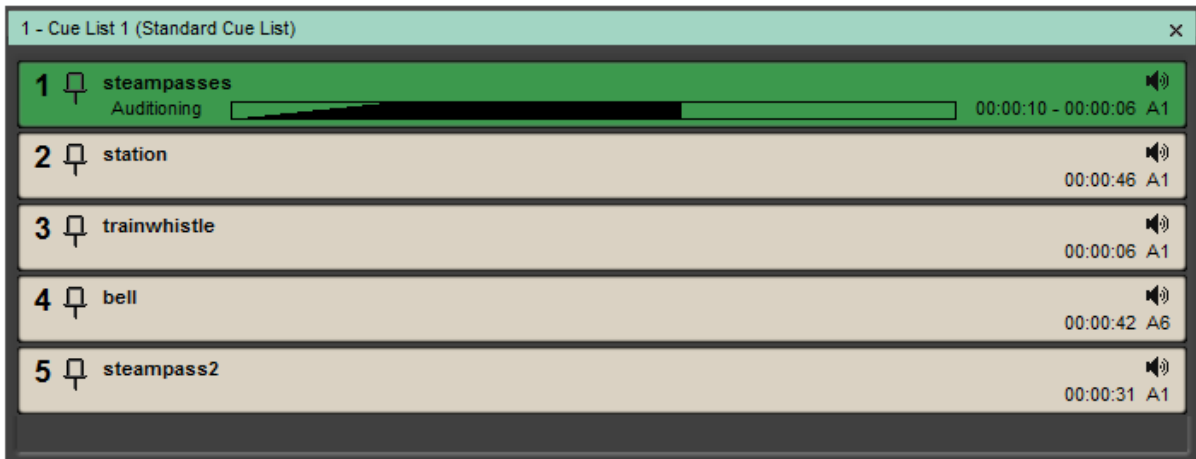 1 - Cue List 1 (Standard Cue List)
1 steampasses
Auditioning 00:00:10 - 00:00:06 A1
2 station
00:00:46 A1
3 trainwhistle
00:00:06 A1
4 bell
00:00:42 A6
5 steampass2
00:00:31 A1